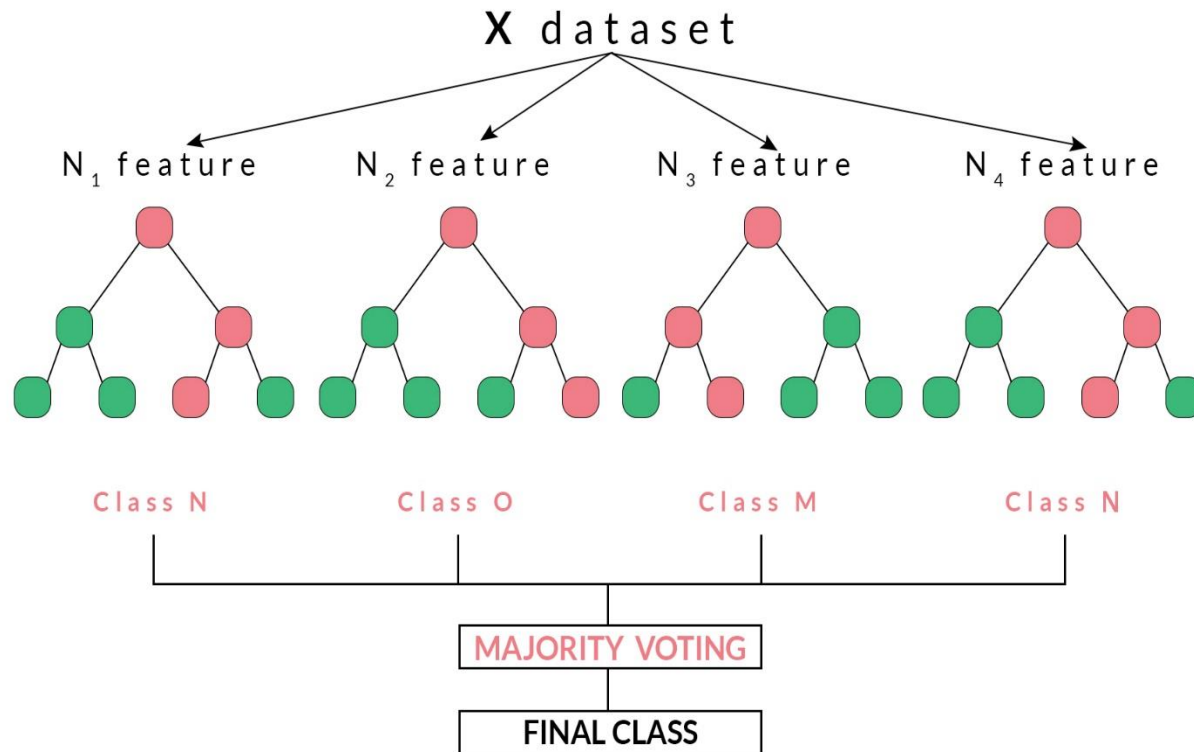 X dataset
N₁ feature
N₂ feature
N₃ feature
N₄ feature
Class N
Class O
Class M
Class N
MAJORITY VOTING
FINAL CLASS